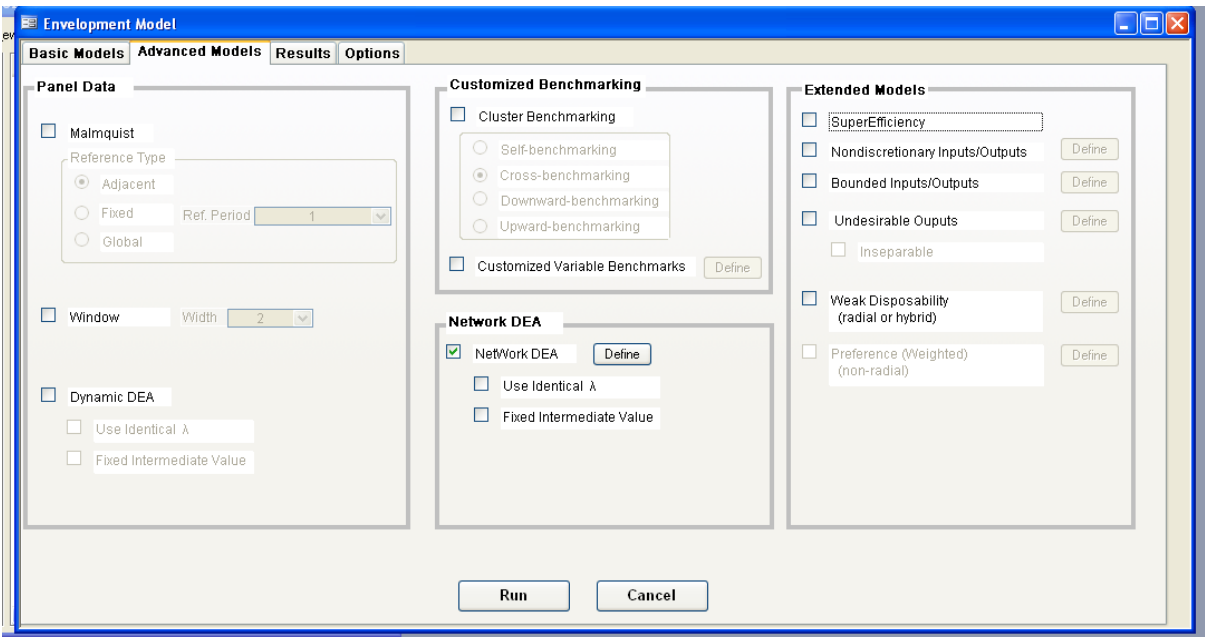 Envelopment Model
Basic Models Advanced Models Results Options
Panel Data
Malmquist
Reference Type
Adjacent
Fixed Ref. Period 1
Global
Window Width 2
Dynamic DEA
Use Identical λ
Fixed Intermediate Value
Customized Benchmarking
Cluster Benchmarking
Self-benchmarking
Cross-benchmarking
Downward-benchmarking
Upward-benchmarking
Customized Variable Benchmarks Define
Network DEA
NetWork DEA Define
Use Identical λ
Fixed Intermediate Value
Extended Models
SuperEfficiency
Nondiscretionary Inputs/Outputs Define
Bounded Inputs/Outputs Define
Undesirable Ouputs Define
Inseparable
Weak Disposability Define
(radial or hybrid)
Preference (Weighted) Define
(non-radial)
Run Cancel